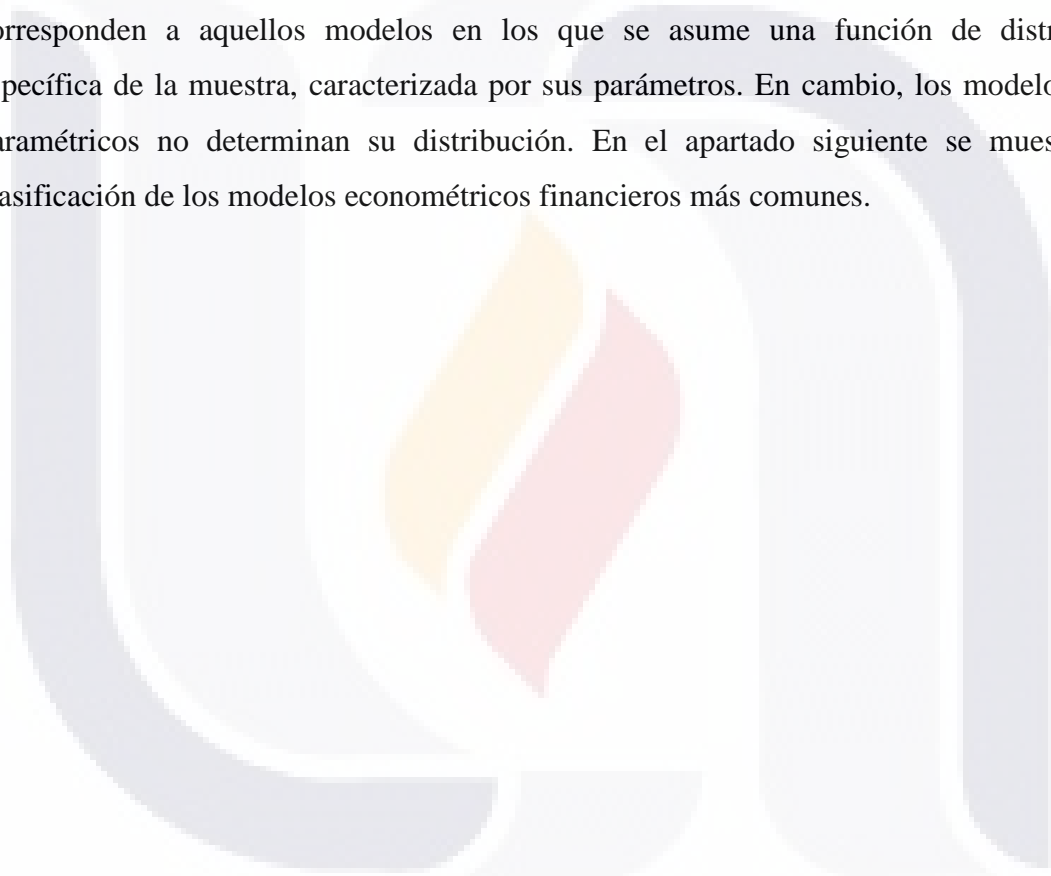 orresponden a aquellos modelos en los que se asume una función de distr
pecífica de la muestra, caracterizada por sus parámetros. En cambio, los modelo
aramétricos no determinan su distribución. En el apartado siguiente se mues
asificación de los modelos econométricos financieros más comunes.